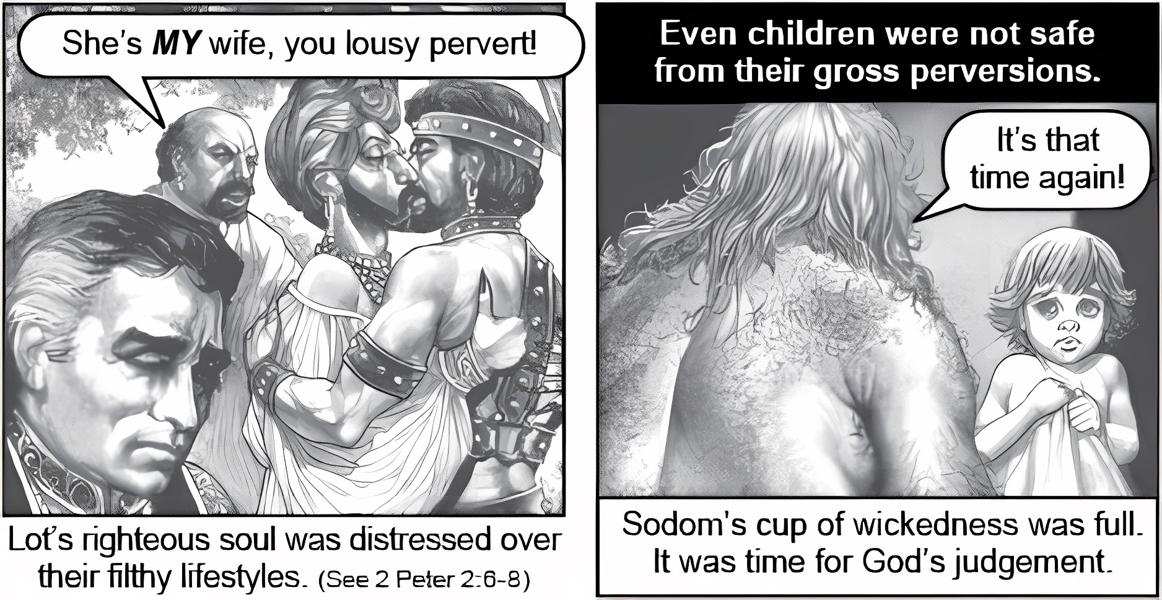 She's MY wife, you lousy pervert!
Lot's righteous soul was distressed over
their filthy lifestyles. (See 2 Peter 2:6-8)
Even children were not safe
from their gross perversions.
It's that
time again!
Sodom's cup of wickedness was full.
It was time for God's judgement.